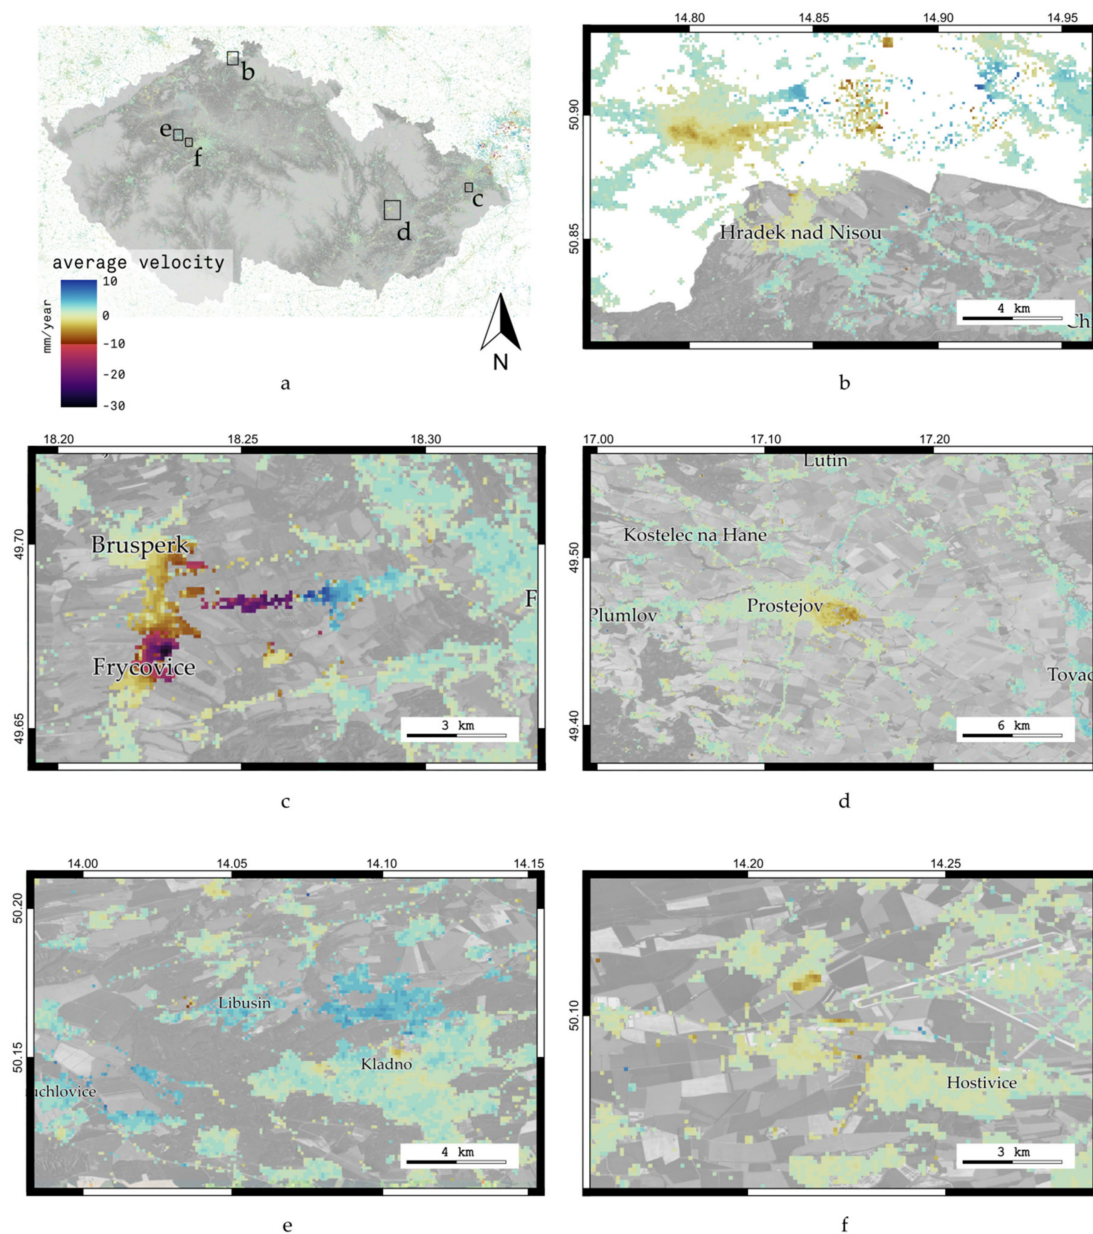 b
e
f
c
d
average velocity
10
0
-10
-20
-30
mm/year
N
a
14.80
14.85
14.90
14.95
50.90
50.85
Hradek nad Nisou
4 km
Ch
b
18.20
18.25
18.30
49.70
49.65
Brusperk
F
Frycovice
3 km
c
17.00
17.10
17.20
49.50
49.40
Lutin
Kostelec na Hane
Prostejov
Plumlov
Tovac
6 km
d
14.00
14.05
14.10
14.15
50.20
50.15
Libusin
Kladno
uchlovice
4 km
e
14.20
14.25
50.10
Hostivice
3 km
f